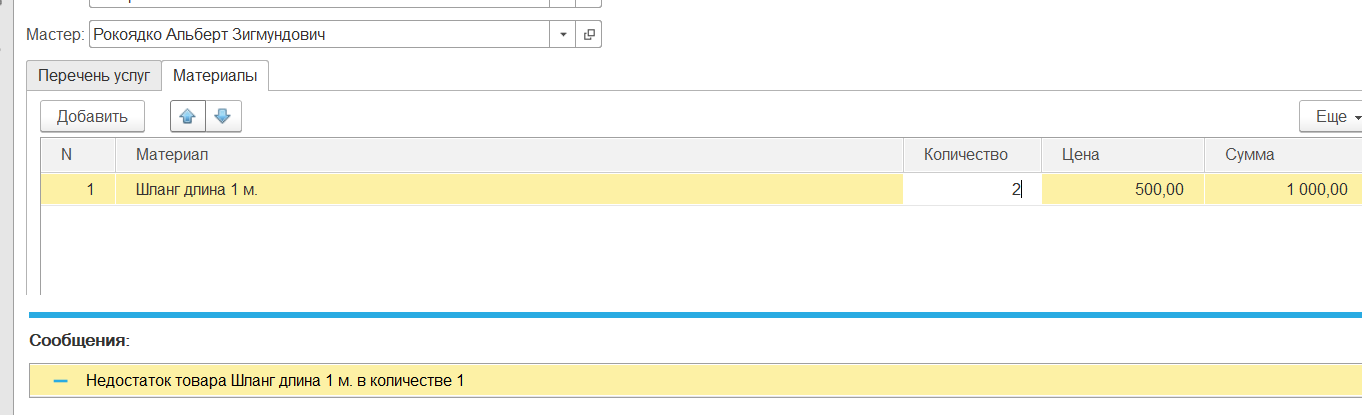 Мастер: Рокоядко Альберт Зигмундович
Перечень услуг Материалы
Добавить Еще
N Материал Количество Цена Сумма
1 Шланг длина 1 м. 2 500,00 1 000,00
Сообщения:
Недостаток товара Шланг длина 1 м. в количестве 1